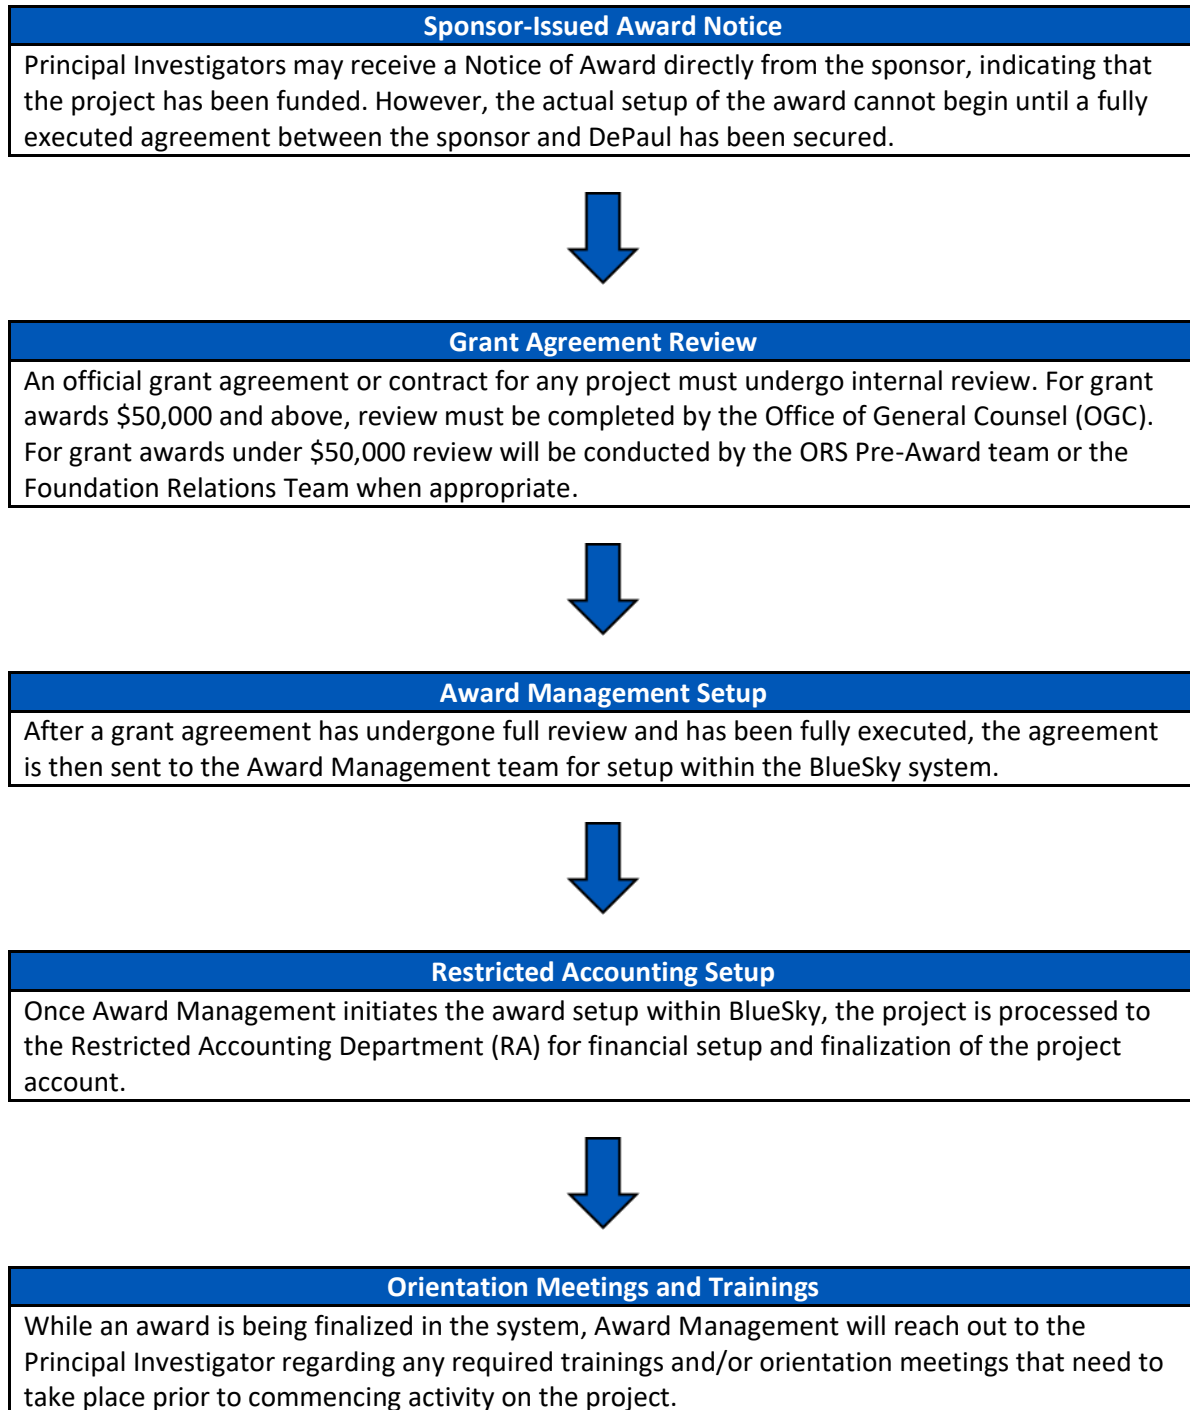 Sponsor-Issued Award Notice
Principal Investigators may receive a Notice of Award directly from the sponsor, indicating that
the project has been funded. However, the actual setup of the award cannot begin until a fully
executed agreement between the sponsor and DePaul has been secured.
Grant Agreement Review
An official grant agreement or contract for any project must undergo internal review. For grant
awards $50,000 and above, review must be completed by the Office of General Counsel (OGC).
For grant awards under $50,000 review will be conducted by the ORS Pre-Award team or the
Foundation Relations Team when appropriate.
Award Management Setup
After a grant agreement has undergone full review and has been fully executed, the agreement
is then sent to the Award Management team for setup within the BlueSky system.
Restricted Accounting Setup
Once Award Management initiates the award setup within BlueSky, the project is processed to
the Restricted Accounting Department (RA) for financial setup and finalization of the project
account.
Orientation Meetings and Trainings
While an award is being finalized in the system, Award Management will reach out to the
Principal Investigator regarding any required trainings and/or orientation meetings that need to
take place prior to commencing activity on the project.